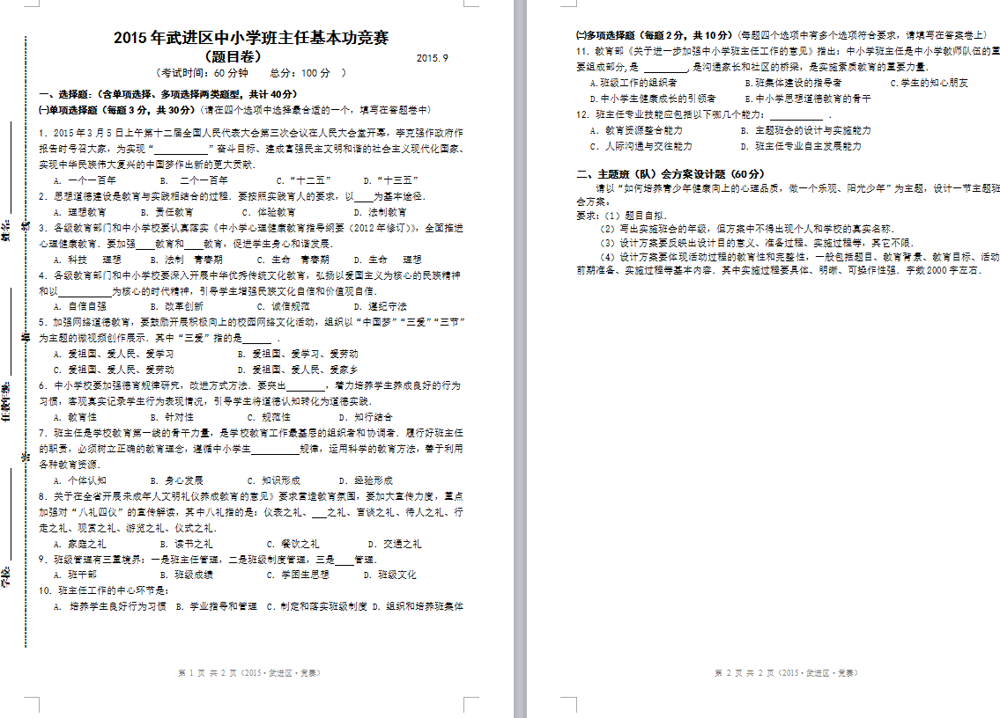 2015年武进区中小学班主任基本功竞赛
（题目卷） 2015.9
（考试时间：60分钟 总分：100分 ）
一、选择题：（含单项选择、多项选择两类题型，共计40分）
㈠单项选择题（每题3分，共30分）（请在四个选项中选择最合适的一个，填写在答题卷中）
1．2015年3月5日上午第十二届全国人民代表大会第三次会议在人民大会堂开幕，李克强作政府作
报告时号召大家，为实现“__________”奋斗目标、建成富强民主文明和谐的社会主义现代化国家、
实现中华民族伟大复兴的中国梦作出新的更大贡献．
A．一个一百年 B． 二个一百年 C.“十二五” D.“十三五”
2．思想道德建设是教育与实践相结合的过程．要按照实践育人的要求，以____为基本途径．
A．理想教育 B．责任教育 C．体验教育 D．法制教育
3．各级教育部门和中小学校要认真落实《中小学心理健康教育指导纲要（2012年修订）》，全面推进
心理健康教育．要加强____教育和____教育，促进学生身心和谐发展．
A．科技 理想 B．法制 青春期 C．生命 青春期 D．生命 理想
4．各级教育部门和中小学校要深入开展中华优秀传统文化教育，弘扬以爱国主义为核心的民族精神
和以__________为核心的时代精神，引导学生增强民族文化自信和价值观自信．
A．自信自强 B．改革创新 C．诚信规范 D．遵纪守法
5．加强网络道德教育，要鼓励开展积极向上的校园网络文化活动，组织以“中国梦”“三爱”“三节”
为主题的微视频创作展示．其中“三爱”指的是______ ．
A．爱祖国、爱人民、爱学习 B．爱祖国、爱学习、爱劳动
C．爱祖国、爱人民、爱劳动 D．爱祖国、爱人民、爱家乡
6．中小学校要加强德育规律研究，改进方式方法．要突出________，着力培养学生养成良好的行为
习惯，客观真实记录学生行为表现情况，引导学生将道德认知转化为道德实践．
A．教育性 B．针对性 C．规范性 D．知行结合
7．班主任是学校教育第一线的骨干力量，是学校教育工作最基层的组织者和协调者．履行好班主任
的职责，必须树立正确的教育理念，遵循中小学生__________规律，运用科学的教育方法，善于利用
各种教育资源．
A．个体认知 B．身心发展 C．知识形成 D．经验形成
8．关于在全省开展未成年人文明礼仪养成教育的意见》要求营造教育氛围，要加大宣传力度，重点
加强对“八礼四仪”的宣传解读，其中八礼指的是：仪表之礼、___之礼、言谈之礼、待人之礼、行
走之礼、观赏之礼、游览之礼、仪式之礼．
A．家庭之礼 B．读书之礼 C．餐饮之礼 D．交通之礼
9．班级管理有三重境界：一是班主任管理，二是班级制度管理，三是____管理．
A．班干部 B．班级成绩 C．学困生思想 D．班级文化
10．班主任工作的中心环节是：
A． 培养学生良好行为习惯 B．学业指导和管理 C．制定和落实班级制度 D．组织和培养班集体
第 1 页 共 2 页（2015·武进区·竞赛）
姓名：
任教年级：
学校：
线
封
密
㈡多项选择题（每题2分，共10分）（每题四个选项中有多个选项符合要求，请填写在答案卷上）
11．教育部《关于进一步加强中小学班主任工作的意见》指出：中小学班主任是中小学教师队伍的重
要组成部分，是 ________，是沟通家长和社区的桥梁，是实施素质教育的重要力量．
A.班级工作的组织者 B.班集体建设的指导者 C.学生的知心朋友
D.中小学生健康成长的引领者 B.中小学思想道德教育的骨干
12．班主任专业技能应包括以下哪几个能力：__________ ．
A．教育资源整合能力 B．主题班会的设计与实施能力
C．人际沟通与交往能力 D．班主任专业自主发展能力
二、主题班（队）会方案设计题（60分）
请以“如何培养青少年健康向上的心理品质，做一个乐观、阳光少年”为主题，设计一节主题班
会方案。
要求：（1）题目自拟．
（2）写出实施班会的年级，但方案中不得出现个人和学校的真实名称．
（3）设计方案要反映出设计目的意义、准备过程、实施过程等，其它不限．
（4）设计方案要体现活动过程的教育性和完整性，一般包括题目、教育背景、教育目标、活动
前期准备、实施过程等基本内容．其中实施过程要具体、明晰、可操作性强．字数2000字左右．
第 2 页 共 2 页（2015·武进区·竞赛）